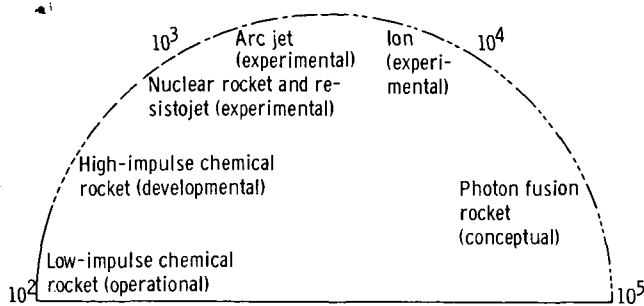 10³
Arc jet
(experimental)
Ion
(experi-
mental)
10⁴
Nuclear rocket and re-
sistojet (experimental)
High-impulse chemical
rocket (developmental)
Photon fusion
rocket
(conceptual)
Low-impulse chemical
rocket (operational)
10²
10⁵